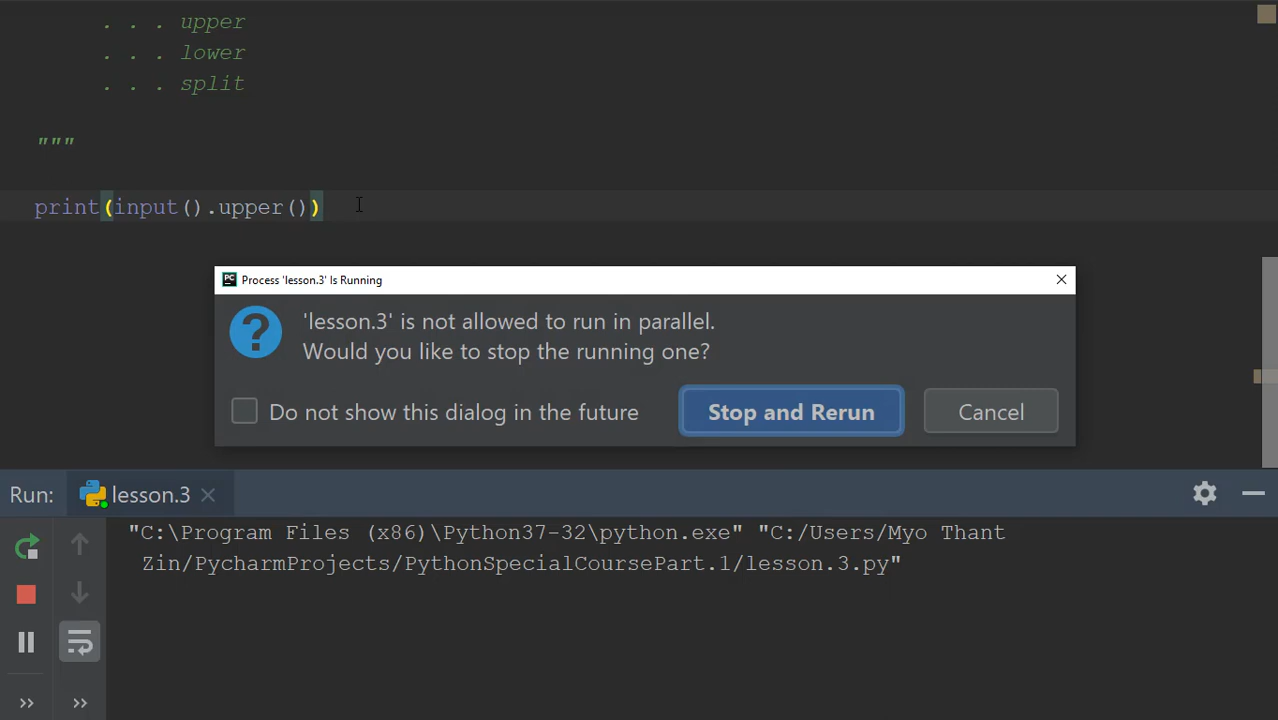 . . . upper
. . . lower
. . . split
"""
print(input().upper())
PC Process 'lesson.3' Is Running
'lesson.3' is not allowed to run in parallel.
Would you like to stop the running one?
Do not show this dialog in the future
Stop and Rerun
Cancel
Run: lesson.3
"C:\Program Files (x86)\Python37-32\python.exe" "C:/Users/Myo Thant
Zin/PycharmProjects/PythonSpecialCoursePart.1/lesson.3.py"